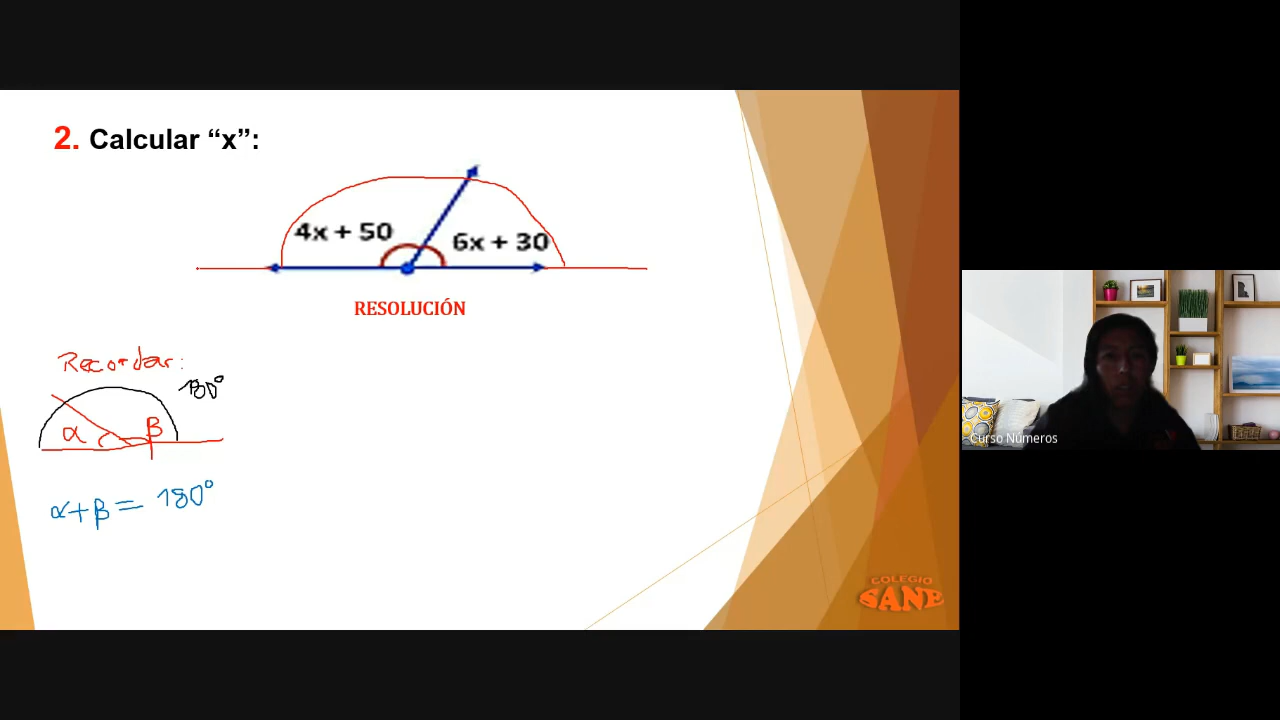 2. Calcular “x”:
4x + 50
6x + 30
RESOLUCIÓN
Recordar:
180°
α β
α+β = 180°
Curso Números
COLEGIO
SANE